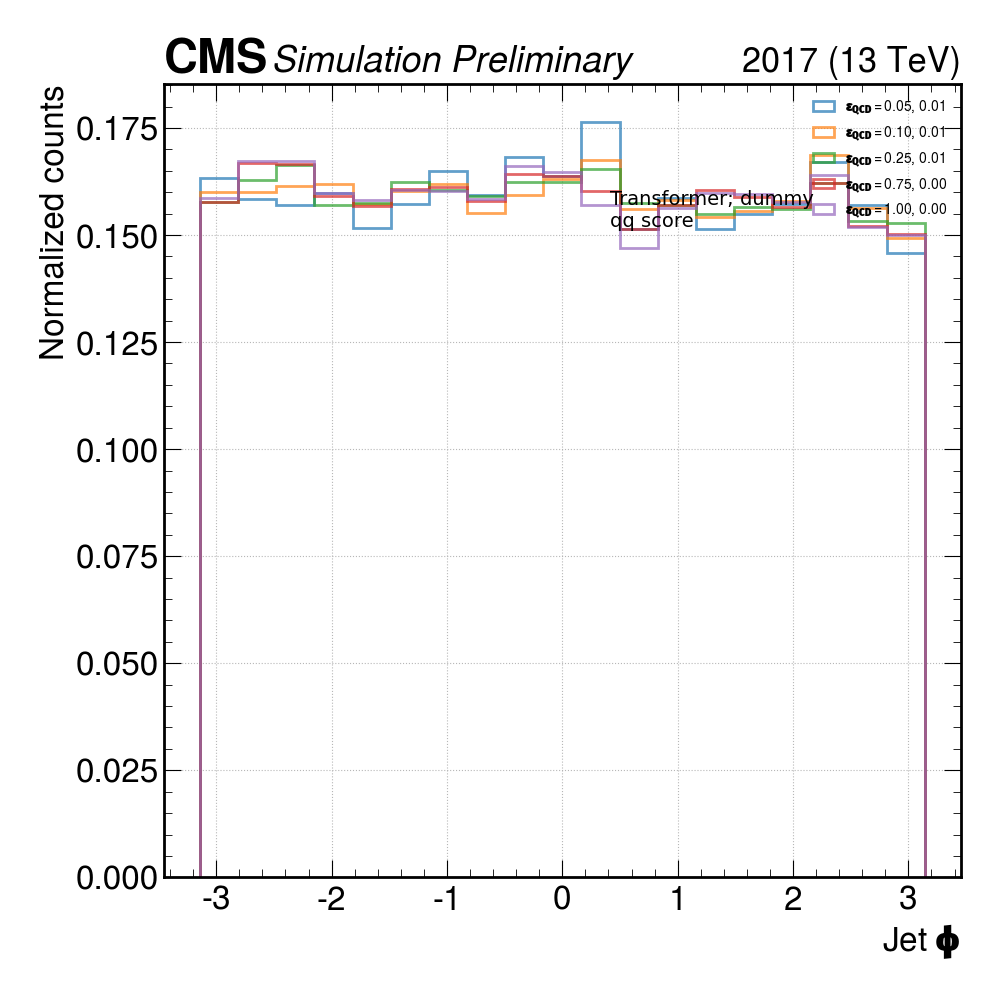 CMS Simulation Preliminary 2017 (13 TeV)
Normalized counts
0.175
0.150
0.125
0.100
0.075
0.050
0.025
0.000
εQCD = 0.05, 0.01
εQCD = 0.10, 0.01
εQCD = 0.25, 0.01
εQCD = 0.75, 0.00
εQCD = 1.00, 0.00
Transformer; dummy
qq score
-3 -2 -1 0 1 2 3
Jet ϕ